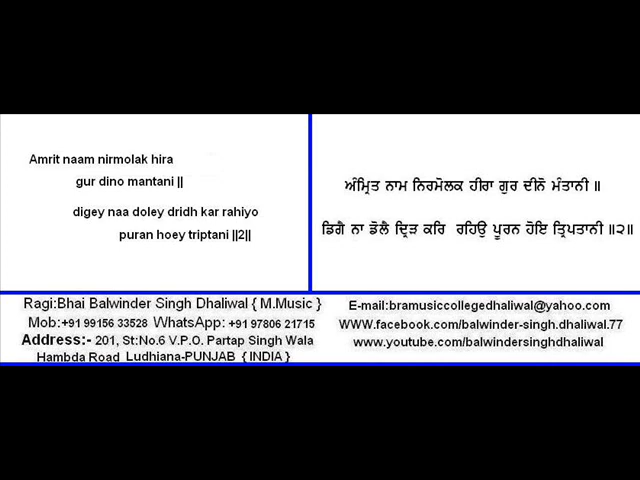 Amrit naam nirmolak hira
gur dino mantani ||
digey naa doley dridh kar rahiyo
puran hoey triptani ||2||
ਅੰਮ੍ਰਿਤ ਨਾਮ ਨਿਰਮੋਲਕ ਹੀਰਾ ਗੁਰ ਦੀਨੋ ਮੰਤਾਨੀ ॥
ਡਿਗੈ ਨਾ ਡੋਲੈ ਦ੍ਰਿੜ ਕਰਿ ਰਹਿਓ ਪੂਰਨ ਹੋਇ ਤ੍ਰਿਪਤਾਨੀ ॥੨॥
Ragi:Bhai Balwinder Singh Dhaliwal { M.Music }
Mob:+91 99156 33528 WhatsApp: +91 97806 21715
Address:- 201, St:No.6 V.P.O. Partap Singh Wala
Hambda Road Ludhiana-PUNJAB { INDIA }
E-mail:bramusiccollegedhaliwal@yahoo.com
WWW.facebook.com/balwinder-singh.dhaliwal.77
www.youtube.com/balwindersinghdhaliwal